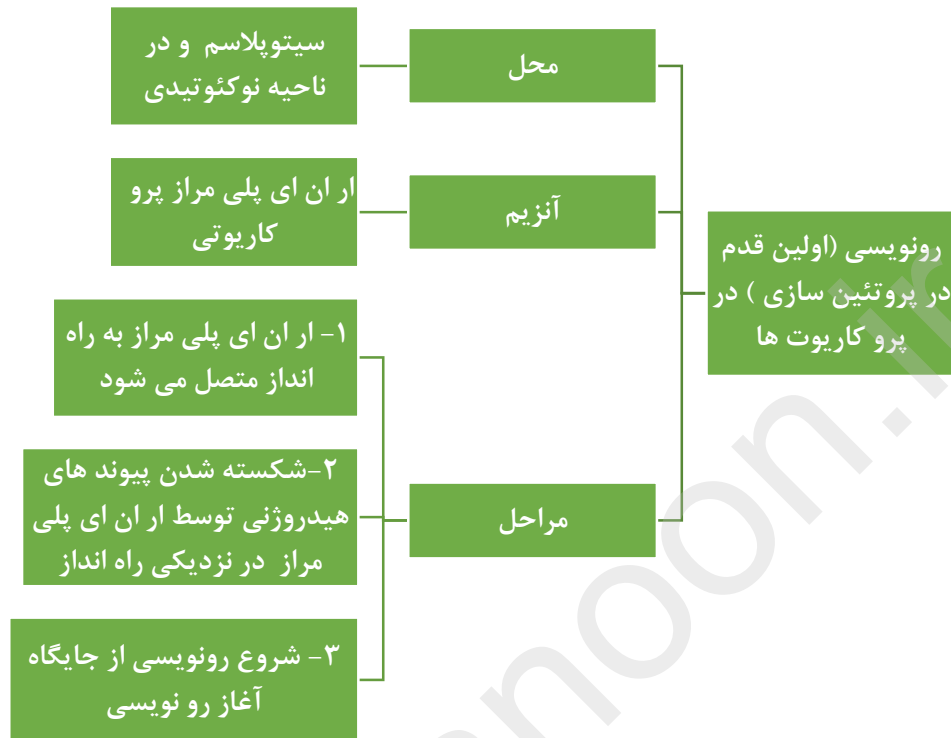 رونویسی (اولین قدم
در پروتئین سازی ) در
پرو کاریوت ها
محل
سیتوپلاسم و در
ناحیه نوکئوتیدی
آنزیم
ار ان ای پلی مراز پرو
کاریوتی
مراحل
۱- ار ان ای پلی مراز به راه
انداز متصل می شود
۲-شکسته شدن پیوند های
هیدروژنی توسط ار ان ای پلی
مراز در نزدیکی راه انداز
۳- شروع رونویسی از جایگاه
آغاز رو نویسی